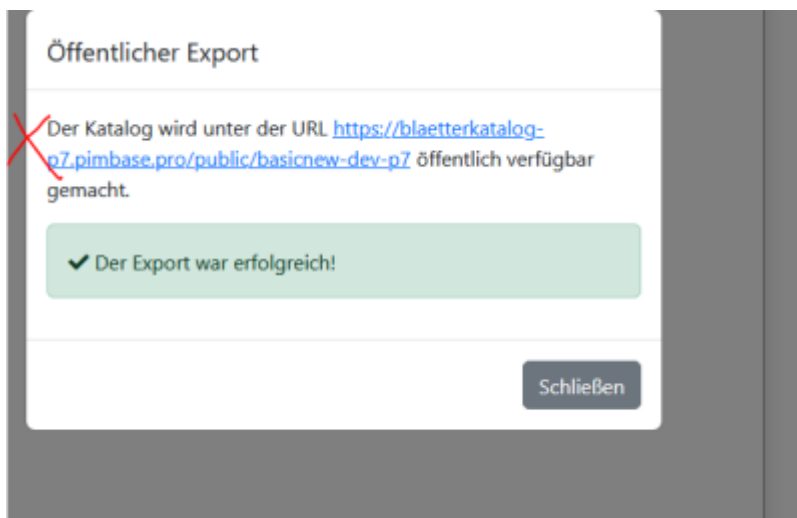 Öffentlicher Export
Der Katalog wird unter der URL https://blaetterkatalog-
p7.pimbase.pro/public/basicnew-dev-p7 öffentlich verfügbar
gemacht.
Der Export war erfolgreich!
Schließen